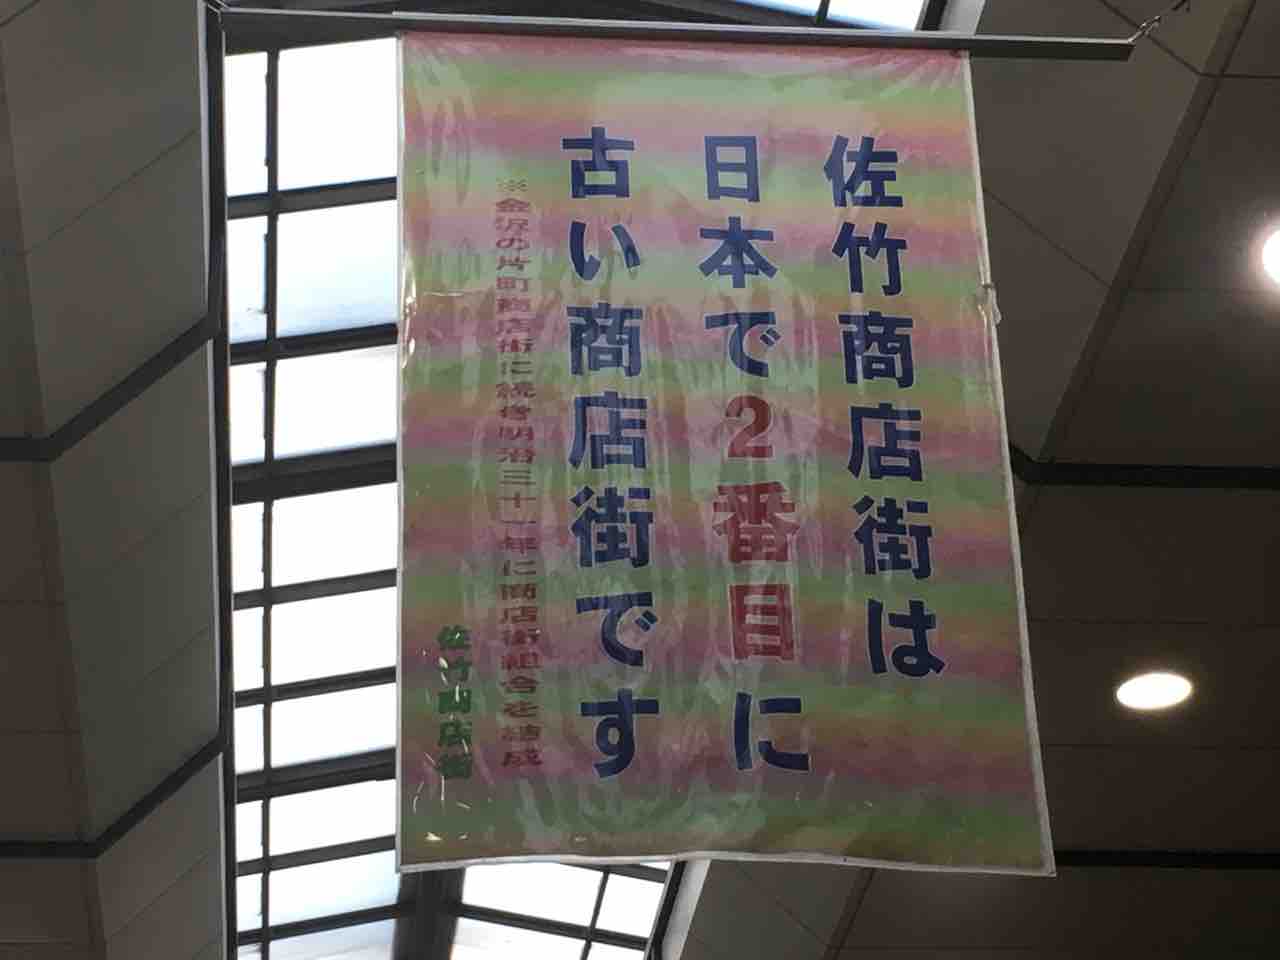 佐竹商店街は
日本で2番目に
古い商店街です
※金沢の片町商店街に続き明治三十一年に商店街組合を結成
佐竹商店街